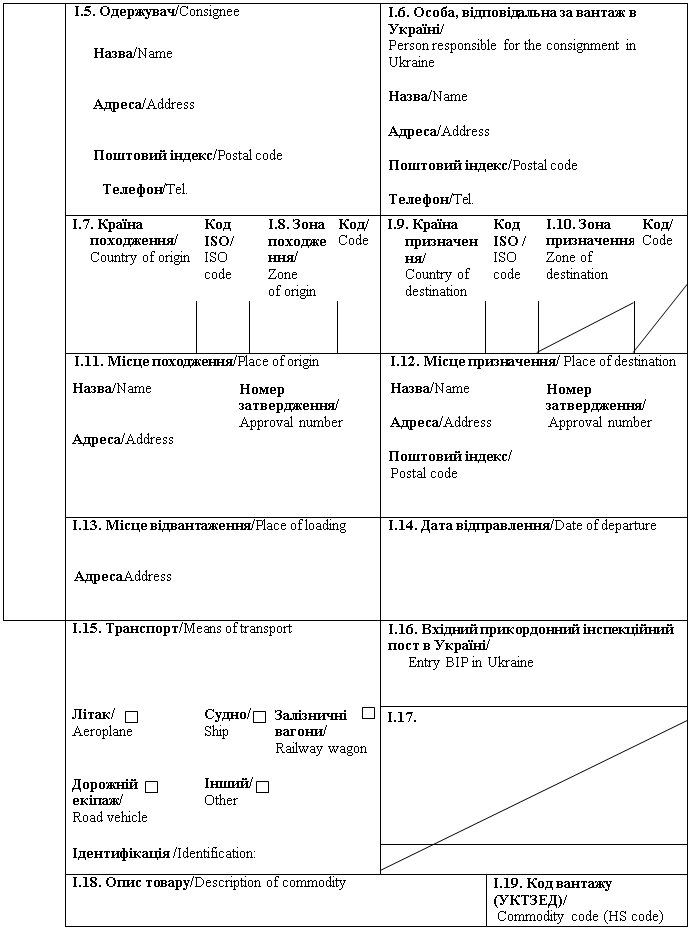 I.5. Одержувач/Consignee
Назва/Name
Адреса/Address
Поштовий індекс/Postal code
Телефон/Tel.
I.6. Особа, відповідальна за вантаж в
Україні/
Person responsible for the consignment in
Ukraine
Назва/Name
Адреса/Address
Поштовий індекс/Postal code
Телефон/Tel.
I.7. Країна
походження/
Country of origin
Код
ISO/
ISO
code
I.8. Зона
походже
ння/
Zone
of origin
Код/
Code
I.9. Країна
призначен
ня/
Country of
destination
Код
ISO /
ISO
code
I.10. Зона
призначення
Zone of
destination
Код/
Code
I.11. Місце походження/Place of origin
Назва/Name
Номер
затвердження/
Approval number
Адреса/Address
I.12. Місце призначення/ Place of destination
Назва/Name
Номер
затвердження/
Approval number
Адреса/Address
Поштовий індекс/
Postal code
I.13. Місце відвантаження/Place of loading
АдресаAddress
I.14. Дата відправлення/Date of departure
I.15. Транспорт/Means of transport
Літак/
Aeroplane
Судно/
Ship
Залізничні
вагони/
Railway wagon
Дорожній
екіпаж/
Road vehicle
Інший/
Other
Ідентифікація /Identification:
I.16. Вхідний прикордонний інспекційний
пост в Україні/
Entry BIP in Ukraine
I.17.
I.18. Опис товару/Description of commodity
I.19. Код вантажу
(УКТЗЕД)/
Commodity code (HS code)